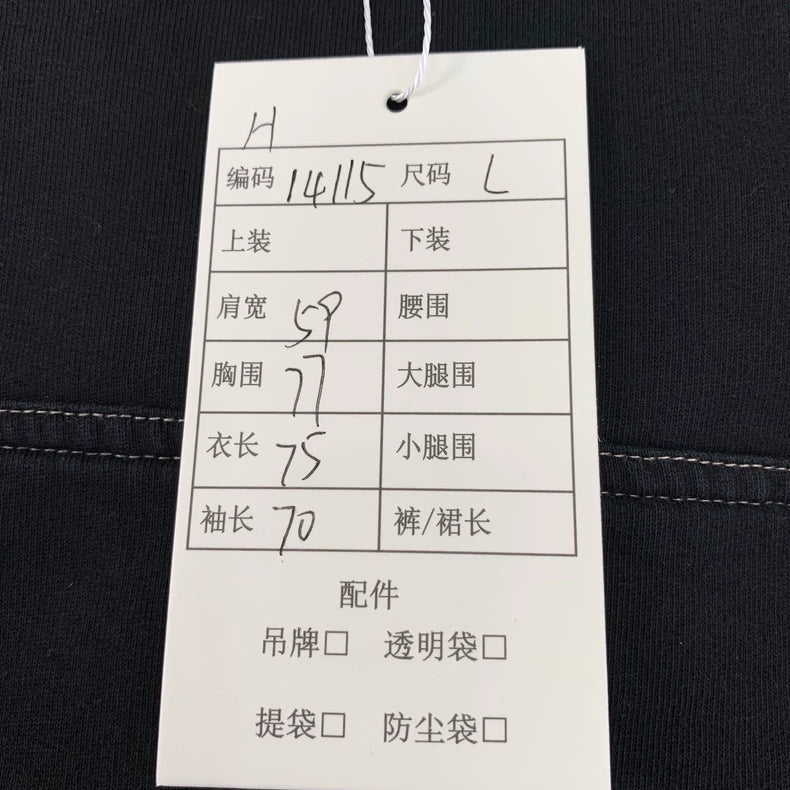 H
编码 14115 尺码 L
上装 下装
肩宽 59 腰围
胸围 77 大腿围
衣长 75 小腿围
袖长 70 裤/裙长
配件
吊牌□ 透明袋□
提袋□ 防尘袋□